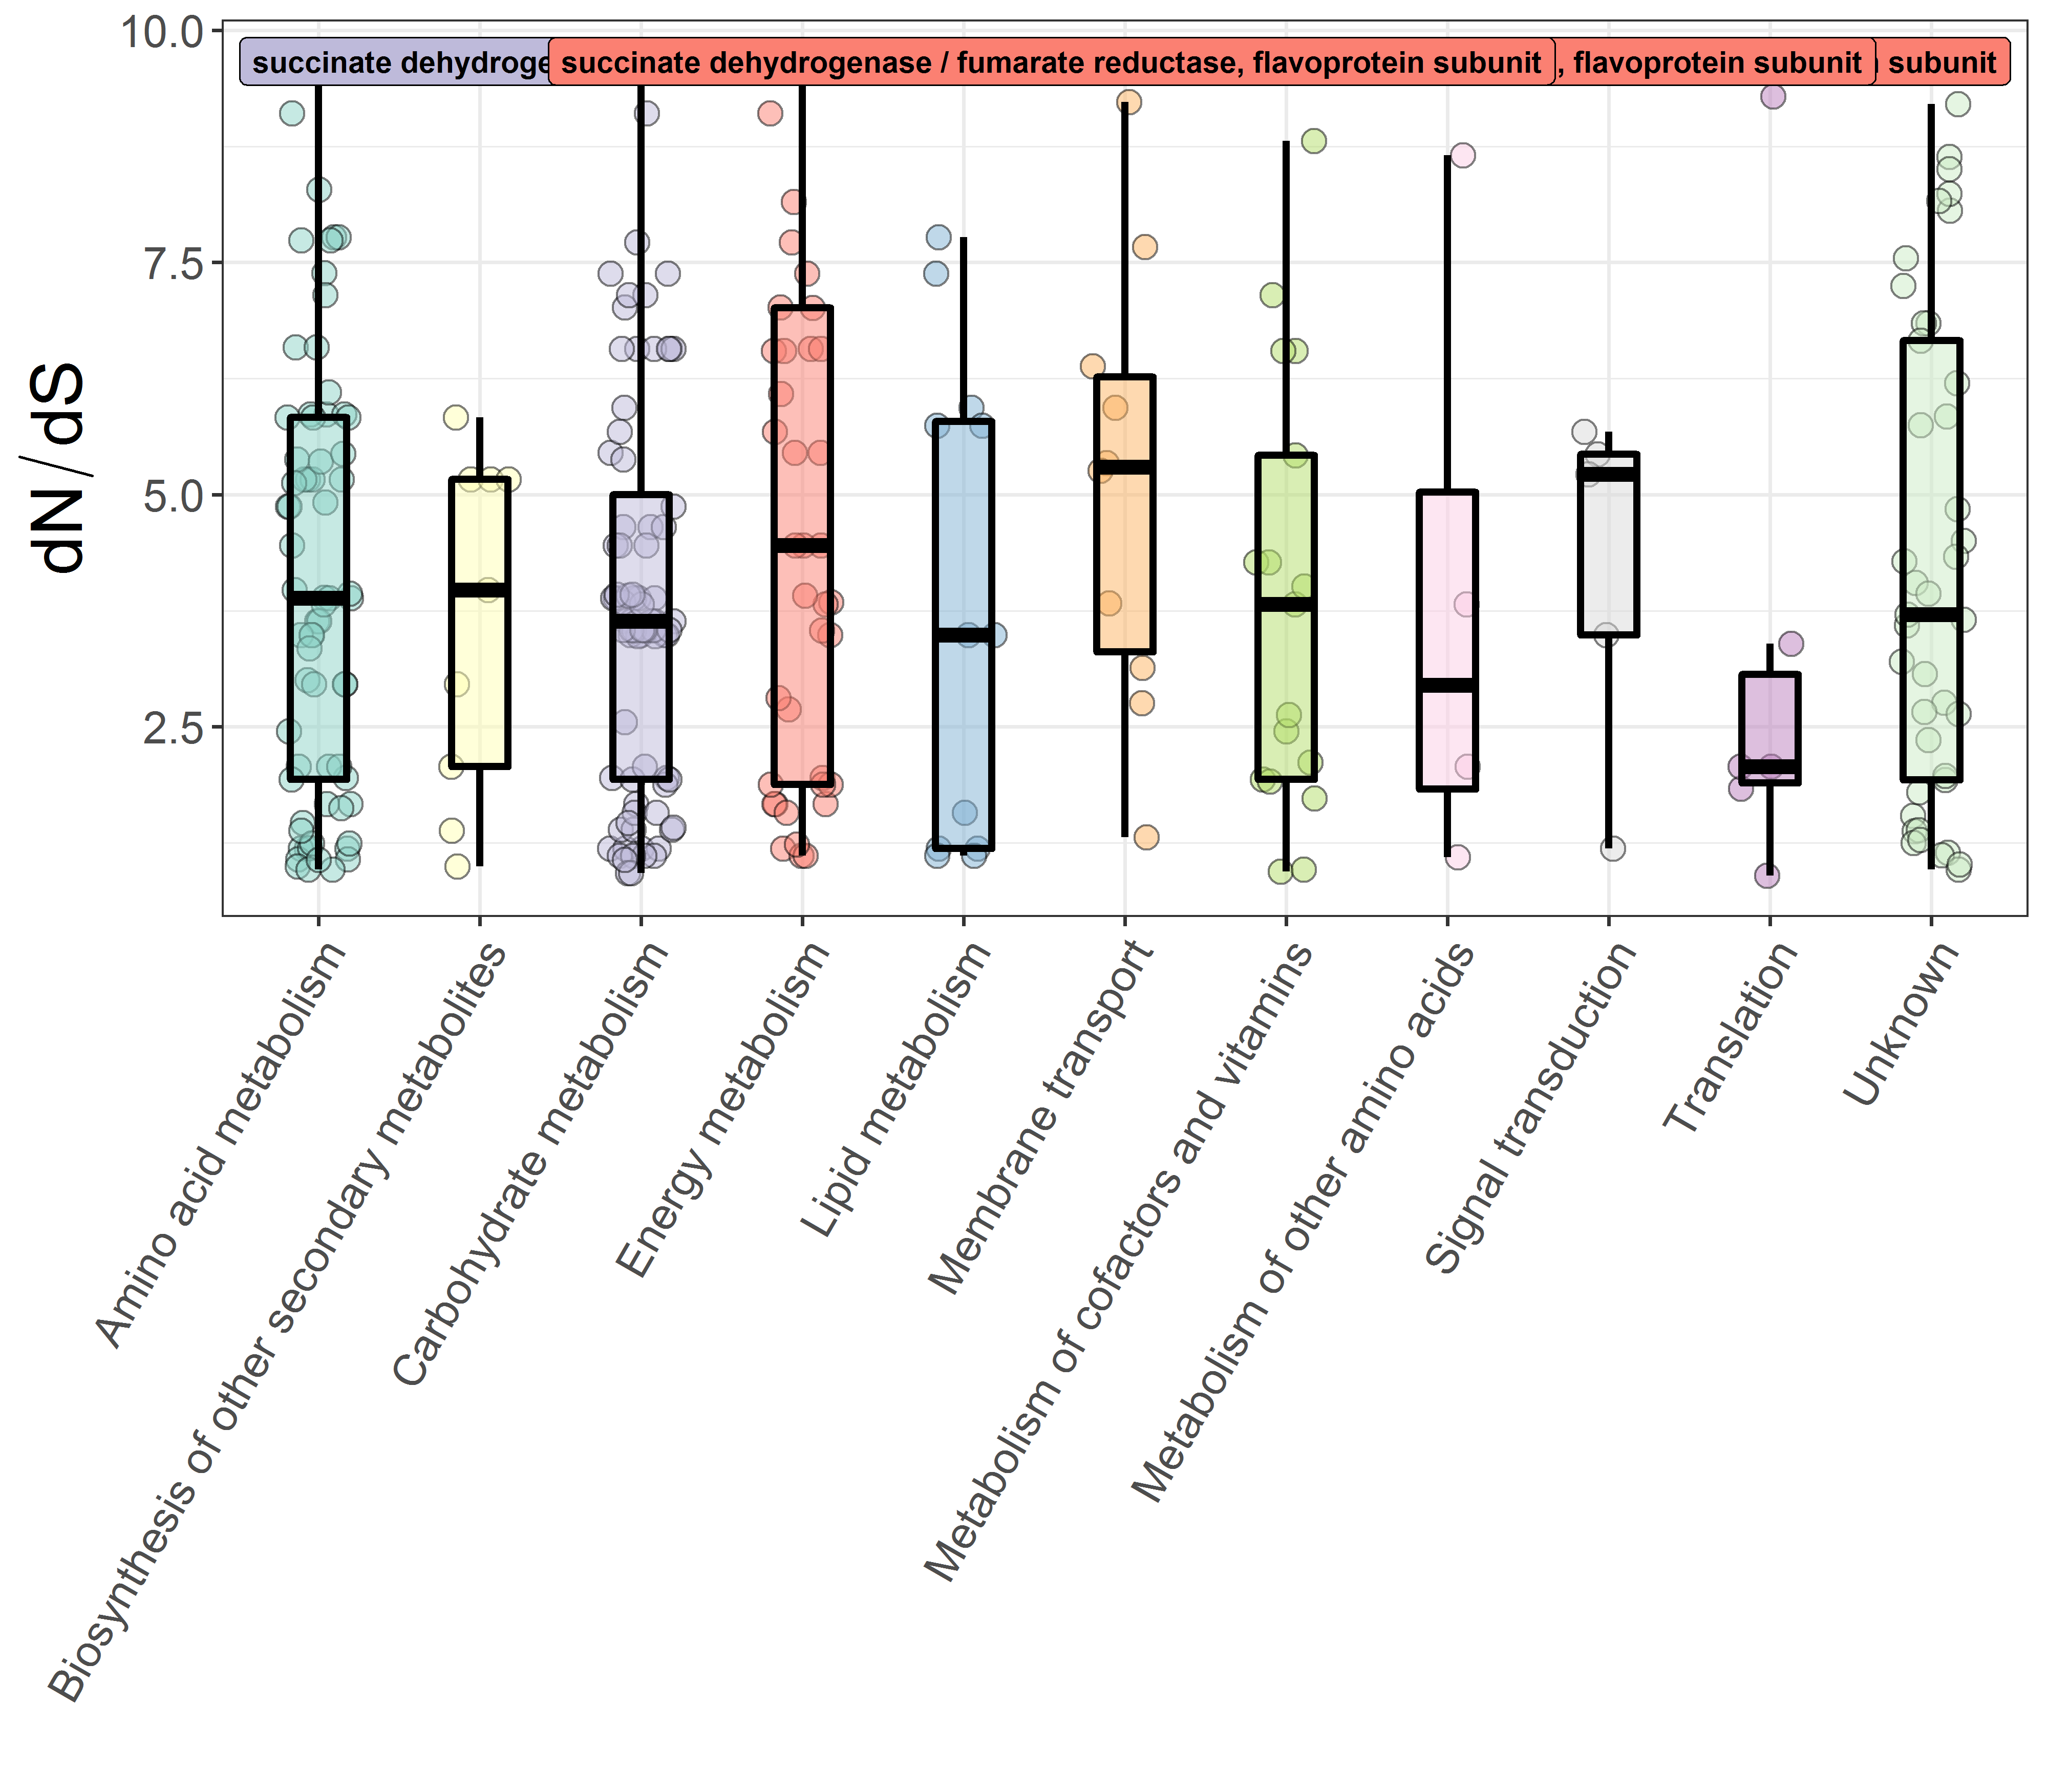 10.0
succinate dehydroge
succinate dehydrogenase / fumarate reductase, flavoprotein subunit
, flavoprotein subunit
subunit
7.5
5.0
2.5
dN / dS
Amino acid metabolism
Biosynthesis of other secondary metabolites
Carbohydrate metabolism
Energy metabolism
Lipid metabolism
Membrane transport
Metabolism of cofactors and vitamins
Metabolism of other amino acids
Signal transduction
Translation
Unknown